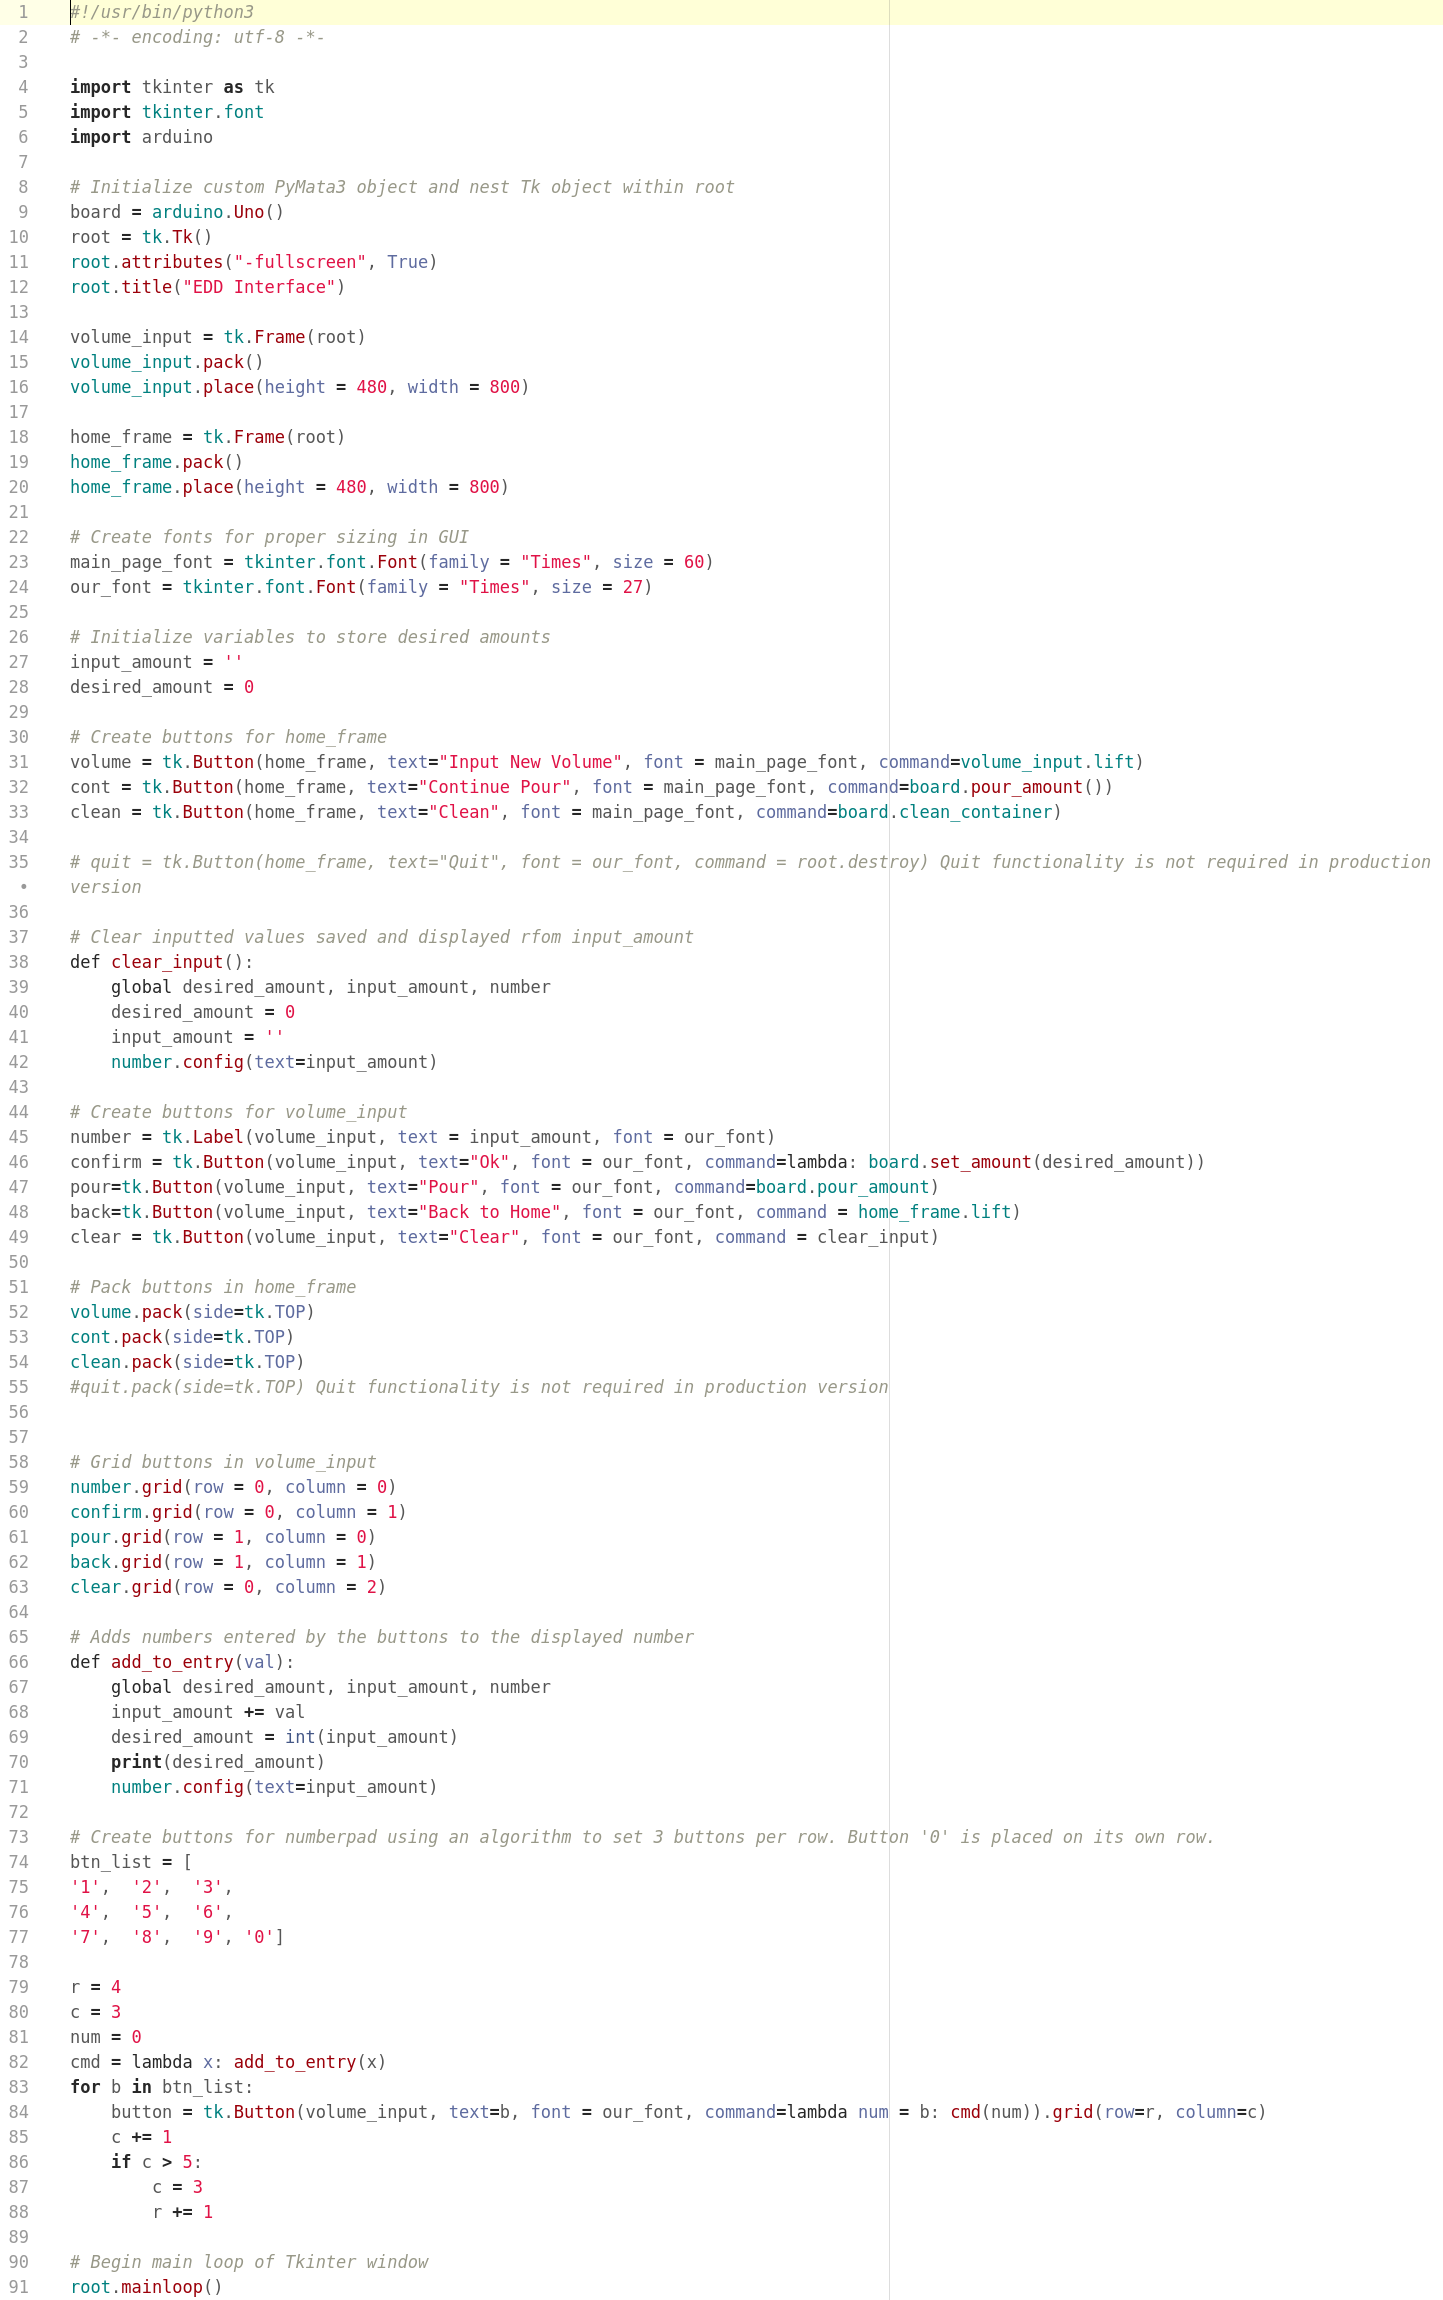 1 #!/usr/bin/python3
2 # -*- encoding: utf-8 -*-
3
4 import tkinter as tk
5 import tkinter.font
6 import arduino
7
8 # Initialize custom PyMata3 object and nest Tk object within root
9 board = arduino.Uno()
10 root = tk.Tk()
11 root.attributes("-fullscreen", True)
12 root.title("EDD Interface")
13
14 volume_input = tk.Frame(root)
15 volume_input.pack()
16 volume_input.place(height = 480, width = 800)
17
18 home_frame = tk.Frame(root)
19 home_frame.pack()
20 home_frame.place(height = 480, width = 800)
21
22 # Create fonts for proper sizing in GUI
23 main_page_font = tkinter.font.Font(family = "Times", size = 60)
24 our_font = tkinter.font.Font(family = "Times", size = 27)
25
26 # Initialize variables to store desired amounts
27 input_amount = ''
28 desired_amount = 0
29
30 # Create buttons for home_frame
31 volume = tk.Button(home_frame, text="Input New Volume", font = main_page_font, command=volume_input.lift)
32 cont = tk.Button(home_frame, text="Continue Pour", font = main_page_font, command=board.pour_amount())
33 clean = tk.Button(home_frame, text="Clean", font = main_page_font, command=board.clean_container)
34
35 # quit = tk.Button(home_frame, text="Quit", font = our_font, command = root.destroy) Quit functionality is not required in production
• version
36
37 # Clear inputted values saved and displayed rfom input_amount
38 def clear_input():
39     global desired_amount, input_amount, number
40     desired_amount = 0
41     input_amount = ''
42     number.config(text=input_amount)
43
44 # Create buttons for volume_input
45 number = tk.Label(volume_input, text = input_amount, font = our_font)
46 confirm = tk.Button(volume_input, text="Ok", font = our_font, command=lambda: board.set_amount(desired_amount))
47 pour=tk.Button(volume_input, text="Pour", font = our_font, command=board.pour_amount)
48 back=tk.Button(volume_input, text="Back to Home", font = our_font, command = home_frame.lift)
49 clear = tk.Button(volume_input, text="Clear", font = our_font, command = clear_input)
50
51 # Pack buttons in home_frame
52 volume.pack(side=tk.TOP)
53 cont.pack(side=tk.TOP)
54 clean.pack(side=tk.TOP)
55 #quit.pack(side=tk.TOP) Quit functionality is not required in production version
56
57
58 # Grid buttons in volume_input
59 number.grid(row = 0, column = 0)
60 confirm.grid(row = 0, column = 1)
61 pour.grid(row = 1, column = 0)
62 back.grid(row = 1, column = 1)
63 clear.grid(row = 0, column = 2)
64
65 # Adds numbers entered by the buttons to the displayed number
66 def add_to_entry(val):
67     global desired_amount, input_amount, number
68     input_amount += val
69     desired_amount = int(input_amount)
70     print(desired_amount)
71     number.config(text=input_amount)
72
73 # Create buttons for numberpad using an algorithm to set 3 buttons per row. Button '0' is placed on its own row.
74 btn_list = [
75 '1',  '2',  '3',
76 '4',  '5',  '6',
77 '7',  '8',  '9', '0']
78
79 r = 4
80 c = 3
81 num = 0
82 cmd = lambda x: add_to_entry(x)
83 for b in btn_list:
84     button = tk.Button(volume_input, text=b, font = our_font, command=lambda num = b: cmd(num)).grid(row=r, column=c)
85     c += 1
86     if c > 5:
87         c = 3
88         r += 1
89
90 # Begin main loop of Tkinter window
91 root.mainloop()